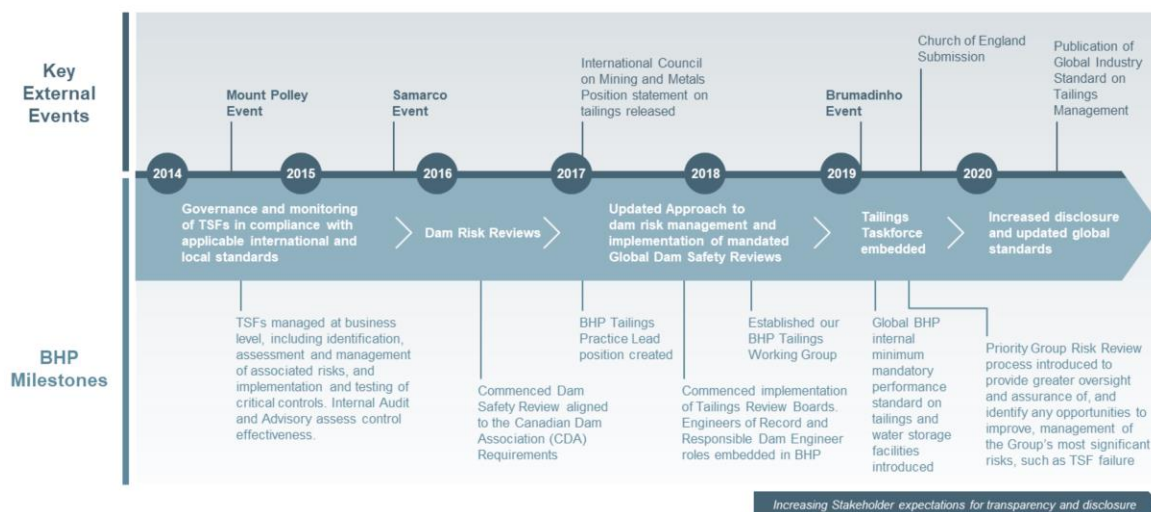 Key
External
Events
Mount Polley
Event
Samarco
Event
International Council
on Mining and Metals
Position statement on
tailings released
Brumadinho
Event
Church of England
Submission
Publication of
Global Industry
Standard on
Tailings
Management
2014
2015
2016
2017
2018
2019
2020
Governance and monitoring
of TSFs in compliance with
applicable international and
local standards
Dam Risk Reviews
Updated Approach to
dam risk management and
implementation of mandated
Global Dam Safety Reviews
Tailings
Taskforce
embedded
Increased disclosure
and updated global
standards
BHP
Milestones
TSFs managed at business
level, including identification,
assessment and management
of associated risks, and
implementation and testing of
critical controls. Internal Audit
and Advisory assess control
effectiveness.
Commenced Dam
Safety Review aligned
to the Canadian Dam
Association (CDA)
Requirements
BHP Tailings
Practice Lead
position created
Commenced implementation
of Tailings Review Boards.
Engineers of Record and
Responsible Dam Engineer
roles embedded in BHP
Established our
BHP Tailings
Working Group
Global BHP
internal
minimum
mandatory
performance
standard on
tailings and
water storage
facilities
introduced
Priority Group Risk Review
process introduced to
provide greater oversight
and assurance of, and
identify any opportunities to
improve, management of
the Group's most significant
risks, such as TSF failure
Increasing Stakeholder expectations for transparency and disclosure